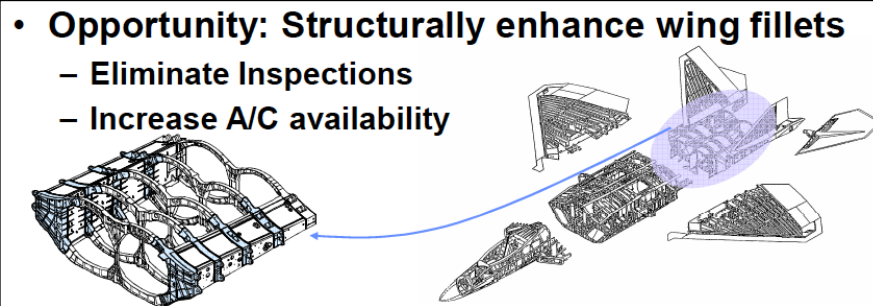 • Opportunity: Structurally enhance wing fillets
– Eliminate Inspections
– Increase A/C availability